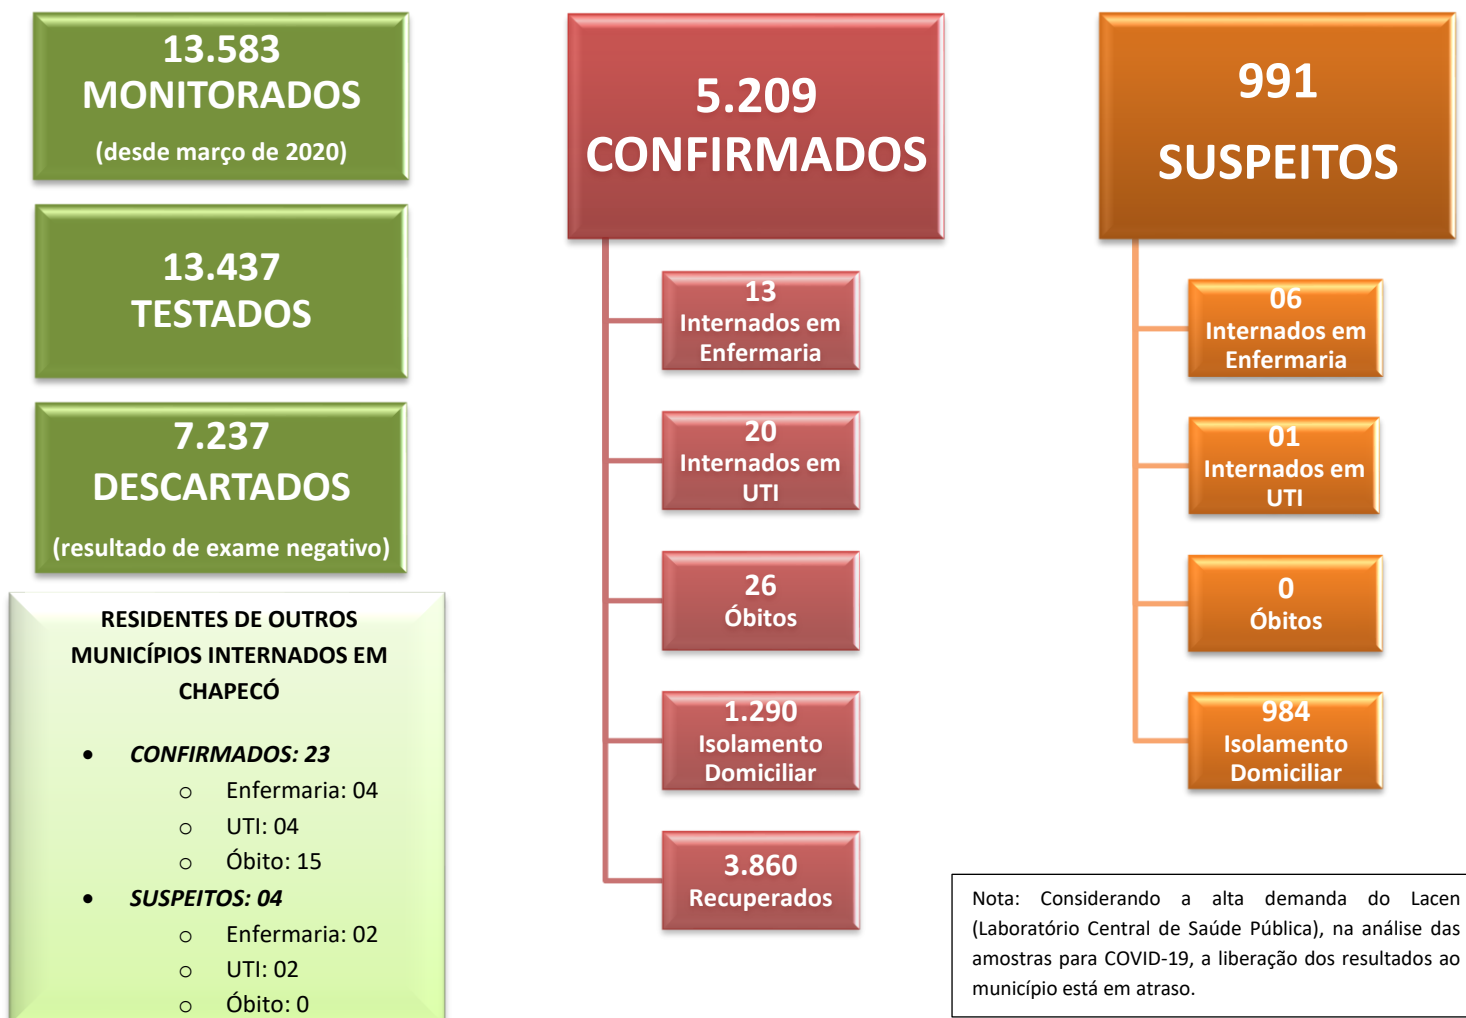 13.583
MONITORADOS
(desde março de 2020)
13.437
TESTADOS
7.237
DESCARTADOS
(resultado de exame negativo)
RESIDENTES DE OUTROS
MUNICÍPIOS INTERNADOS EM
CHAPECÓ
• CONFIRMADOS: 23
o Enfermaria: 04
o UTI: 04
o Óbito: 15
• SUSPEITOS: 04
o Enfermaria: 02
o UTI: 02
o Óbito: 0
5.209
CONFIRMADOS
13
Internados em
Enfermaria
20
Internados em
UTI
26
Óbitos
1.290
Isolamento
Domiciliar
3.860
Recuperados
991
SUSPEITOS
06
Internados em
Enfermaria
01
Internados em
UTI
0
Óbitos
984
Isolamento
Domiciliar
Nota: Considerando a alta demanda do Lacen
(Laboratório Central de Saúde Pública), na análise das
amostras para COVID-19, a liberação dos resultados ao
município está em atraso.